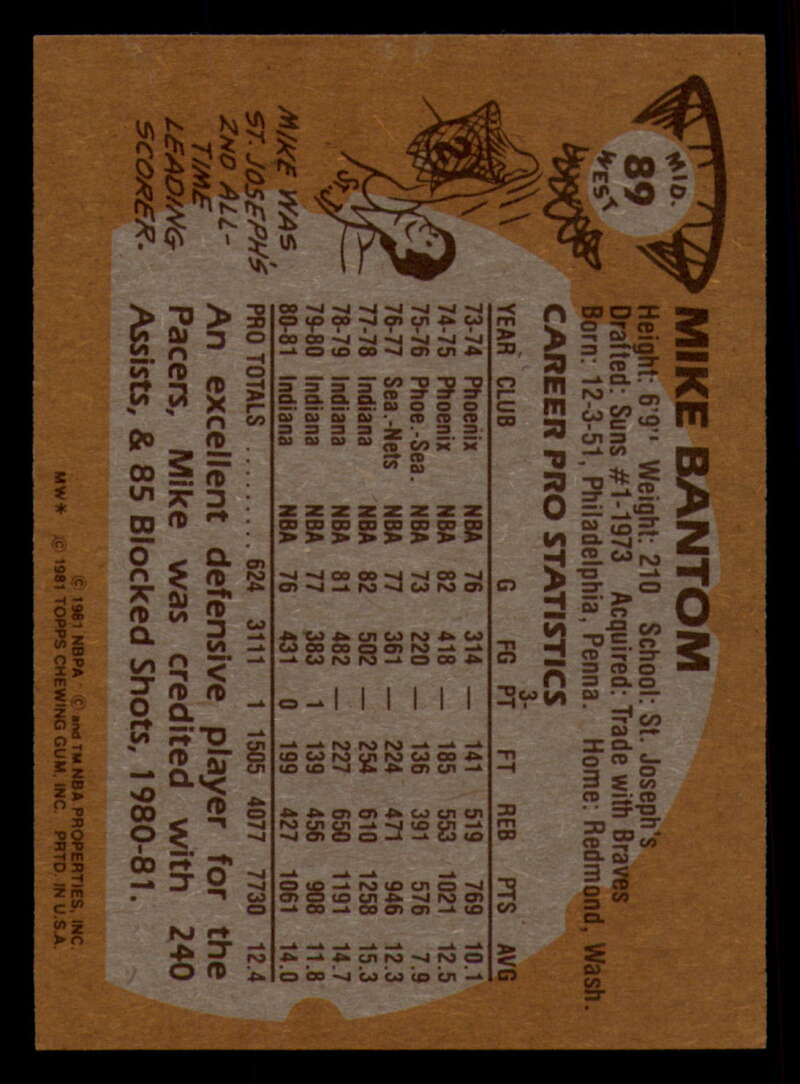 MID.
89
WEST
MIKE BANTOM
Height: 6'9" Weight: 210 School: St. Joseph's
Drafted: Suns #1-1973 Acquired: Trade with Braves
Born: 12-3-51, Philadelphia, Penna. Home: Redmond, Wash.
CAREER PRO STATISTICS
YEAR CLUB G FG 3-PT FT REB PTS AVG
73-74 Phoenix NBA 76 314 — 141 519 769 10.1
74-75 Phoenix NBA 82 418 — 185 553 1021 12.5
75-76 Phoe.-Sea. NBA 73 220 — 136 391 576 7.9
76-77 Sea.-Nets NBA 77 361 — 224 471 946 12.3
77-78 Indiana NBA 82 502 — 254 610 1258 15.3
78-79 Indiana NBA 81 482 — 227 650 1191 14.7
79-80 Indiana NBA 77 383 1 139 456 908 11.8
80-81 Indiana NBA 76 431 0 199 427 1061 14.0
PRO TOTALS .......... 624 3111 1 1505 4077 7730 12.4
An excellent defensive player for the
Pacers, Mike was credited with 240
Assists, & 85 Blocked Shots, 1980-81.
ST. J.
2
MIKE WAS
ST. JOSEPH'S
2ND ALL-
TIME
LEADING
SCORER.
© 1981 NBPA © and TM NBA PROPERTIES, INC.
MW* © 1981 TOPPS CHEWING GUM, INC. PRTD. IN U.S.A.